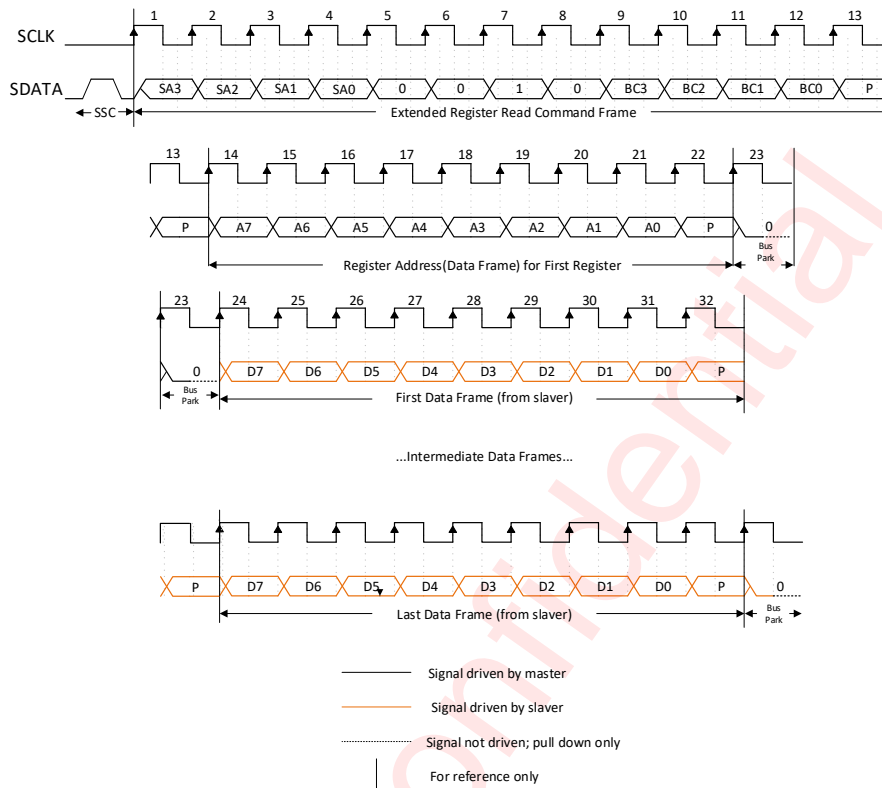 1 2 3 4 5 6 7 8 9 10 11 12 13
SCLK
SDATA SA3 SA2 SA1 SA0 0 0 1 0 BC3 BC2 BC1 BC0 P
SSC Extended Register Read Command Frame
13 14 15 16 17 18 19 20 21 22 23
P A7 A6 A5 A4 A3 A2 A1 A0 P 0
Bus Park
Register Address(Data Frame) for First Register
23 24 25 26 27 28 29 30 31 32
0 D7 D6 D5 D4 D3 D2 D1 D0 P
Bus Park
First Data Frame (from slaver)
...Intermediate Data Frames...
P D7 D6 D5 D4 D3 D2 D1 D0 P 0
Last Data Frame (from slaver)
Bus Park
Signal driven by master
Signal driven by slaver
Signal not driven; pull down only
For reference only
onfidential